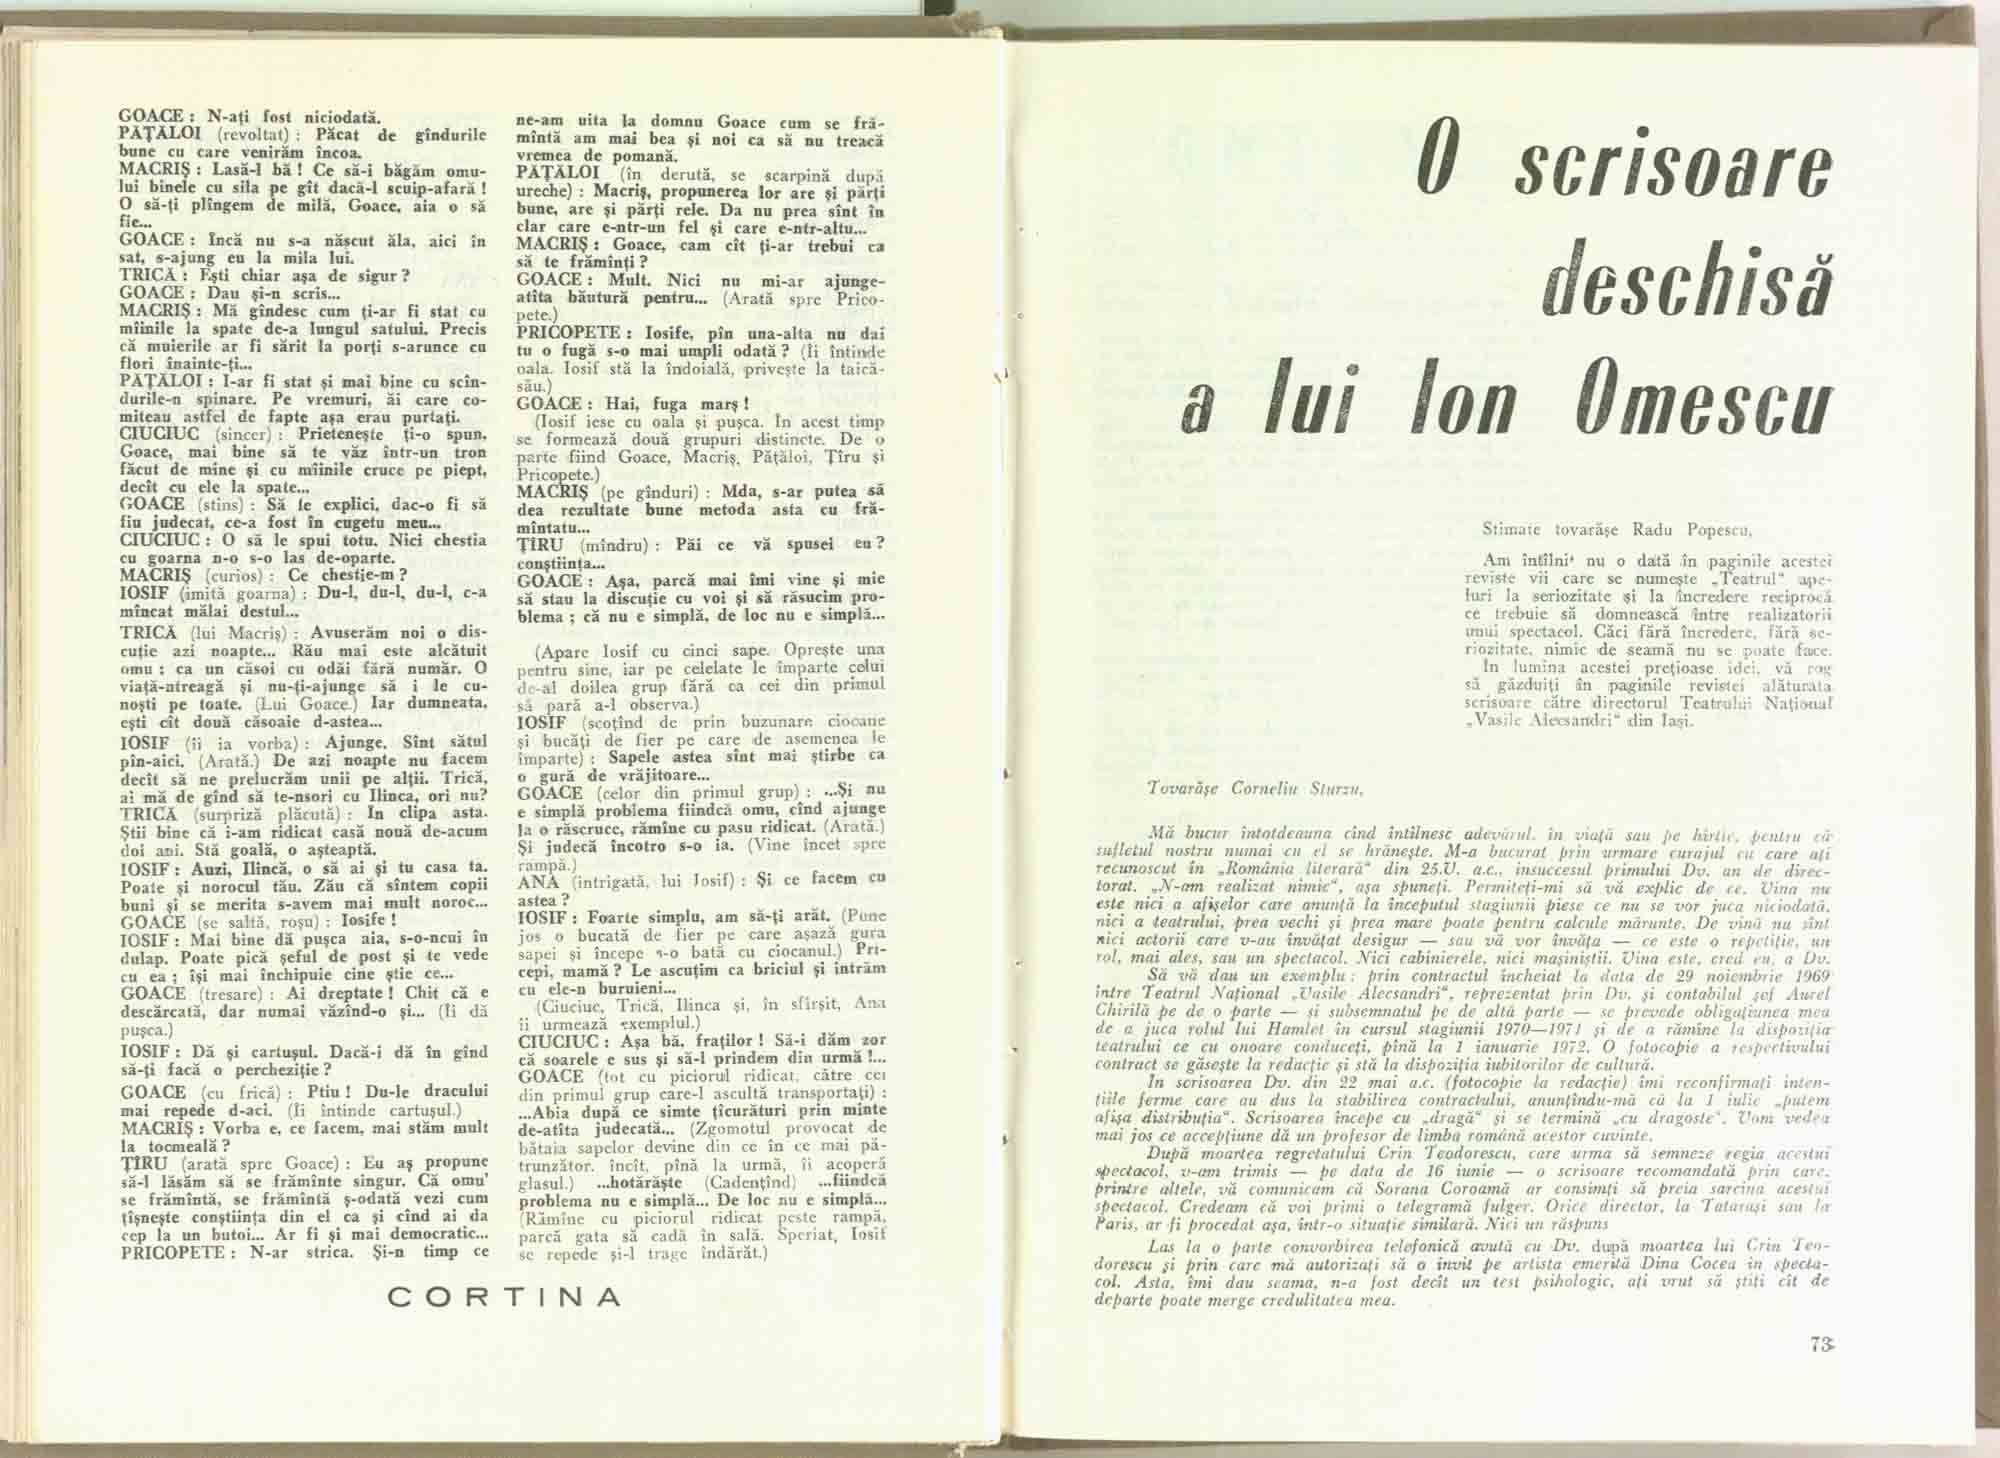 GOACE : N-ați fost niciodată.
PĂȚĂLOI (revoltat) : Păcat de gîndurile
bune cu care venirăm încoa.
MACRIȘ : Lasă-l bă ! Ce să-i băgăm omu-
lui binele cu sila pe gît dacă-l scuip-afară !
O să-ți plîngem de milă, Goace, aia o să
fie...
GOACE : Încă nu s-a născut ăla, aici în
sat, s-ajung eu la mila lui.
TRICĂ : Ești chiar așa de sigur ?
GOACE : Dau și-n scris...
MACRIȘ : Mă gîndesc cum ți-ar fi stat cu
mîinile la spate de-a lungul satului. Precis
că muierile ar fi sărit la porți s-arunce cu
flori înainte-ți...
PĂȚĂLOI : I-ar fi stat și mai bine cu scîn-
durile-n spinare. Pe vremuri, ăi care co-
miteau astfel de fapte așa erau purtați.
CIUCIUC (sincer) : Prietenește ți-o spun,
Goace, mai bine să te văz într-un tron
făcut de mine și cu mîinile cruce pe piept,
decît cu ele la spate...
GOACE (stins) : Să le explici, dac-o fi să
fiu judecat, ce-a fost în cugetu meu...
CIUCIUC : O să le spui totu. Nici chestia
cu goarna n-o s-o las de-oparte.
MACRIȘ (curios) : Ce chestie-m ?
IOSIF (imită goarna) : Du-l, du-l, du-l, c-a
mîncat mălai destul...
TRICĂ (lui Macriș) : Avuserăm noi o dis-
cuție azi noapte... Rău mai este alcătuit
omu : ca un căsoi cu odăi fără număr. O
viață-ntreagă și nu-ți-ajunge să i le cu-
noști pe toate. (Lui Goace.) Iar dumneata,
ești cît două căsoaie d-astea...
IOSIF (îi ia vorba) : Ajunge. Sînt sătul
pîn-aici. (Arată.) De azi noapte nu facem
decît să ne prelucrăm unii pe alții. Trică,
ai mă de gînd să te-nsori cu Ilinca, ori nu?
TRICĂ (surpriză plăcută) : În clipa asta.
Știi bine că i-am ridicat casă nouă de-acum
doi ani. Stă goală, o așteaptă.
IOSIF : Auzi, Ilincă, o să ai și tu casa ta.
Poate și norocul tău. Zău că sîntem copii
buni și se merita s-avem mai mult noroc...
GOACE (se saltă, roșu) : Iosife !
IOSIF : Mai bine dă pușca aia, s-o-ncui în
dulap. Poate pică șeful de post și te vede
cu ea ; își mai închipuie cine știe ce...
GOACE (tresare) : Ai dreptate ! Chit că e
descărcată, dar numai văzînd-o și... (Îi dă
pușca.)
IOSIF : Dă și cartușul. Dacă-i dă în gînd
să-ți facă o percheziție ?
GOACE (cu frică) : Ptiu ! Du-le dracului
mai repede d-aci. (Îi întinde cartușul.)
MACRIȘ : Vorba e, ce facem, mai stăm mult
la tocmeală ?
ȚÎRU (arată spre Goace) : Eu aș propune
să-l lăsăm să se frămînte singur. Că omu'
se frămîntă, se frămîntă ș-odată vezi cum
țîșnește conștiința din el ca și cînd ai da
cep la un butoi... Ar fi și mai democratic...
PRICOPETE : N-ar strica. Și-n timp ce
ne-am uita la domnu Goace cum se fră-
mîntă am mai bea și noi ca să nu treacă
vremea de pomană.
PĂȚĂLOI (în derută, se scarpină după
ureche) : Macriș, propunerea lor are și părți
bune, are și părți rele. Da nu prea sînt în
clar care e-ntr-un fel și care e-ntr-altu...
MACRIȘ : Goace, cam cît ți-ar trebui ca
să te frămînți ?
GOACE : Mult. Nici nu mi-ar ajunge-
atîta băutură pentru... (Arată spre Prico-
pete.)
PRICOPETE : Iosife, pîn una-alta nu dai
tu o fugă s-o mai umpli odată ? (Îi întinde
oala. Iosif stă la îndoială, privește la taică-
său.)
GOACE : Hai, fuga marș !
(Iosif iese cu oala și pușca. În acest timp
se formează două grupuri distincte. De o
parte fiind Goace, Macriș, Pățăloi, Țîru și
Pricopete.)
MACRIȘ (pe gînduri) : Mda, s-ar putea să
dea rezultate bune metoda asta cu fră-
mîntatu...
ȚÎRU (mîndru) : Păi ce vă spusei eu ?
conștiința...
GOACE : Așa, parcă mai îmi vine și mie
să stau la discuție cu voi și să răsucim pro-
blema ; că nu e simplă, de loc nu e simplă...
(Apare Iosif cu cinci sape. Oprește una
pentru sine, iar pe celelate le împarte celui
de-al doilea grup fără ca cei din primul
să pară a-l observa.)
IOSIF (scoțînd de prin buzunare ciocane
și bucăți de fier pe care de asemenea le
împarte) : Sapele astea sînt mai știrbe ca
o gură de vrăjitoare...
GOACE (celor din primul grup) : ...Și nu
e simplă problema fiindcă omu, cînd ajunge
la o răscruce, rămîne cu pasu ridicat. (Arată.)
Și judecă încotro s-o ia. (Vine încet spre
rampă.)
ANA (intrigată, lui Iosif) : Și ce facem cu
astea ?
IOSIF : Foarte simplu, am să-ți arăt. (Pune
jos o bucată de fier pe care așază gura
sapei și începe s-o bată cu ciocanul.) Pri-
cepi, mamă ? Le ascuțim ca briciul și intrăm
cu ele-n buruieni...
(Ciuciuc, Trică, Ilinca și, în sfîrșit, Ana
îi urmează exemplul.)
CIUCIUC : Așa bă, fraților ! Să-i dăm zor
că soarele e sus și să-l prindem din urmă !...
GOACE (tot cu piciorul ridicat, către cei
din primul grup care-l ascultă transportați) :
...Abia după ce simte țicurături prin minte
de-atîta judecată... (Zgomotul provocat de
bătaia sapelor devine din ce în ce mai pă-
trunzător, încît, pînă la urmă, îi acoperă
glasul.) ...hotărăște (Cadențînd) ...fiindcă
problema nu e simplă... De loc nu e simplă...
(Rămîne cu piciorul ridicat peste rampă,
parcă gata să cadă în sală. Speriat, Iosif
se repede și-l trage îndărăt.)
CORTINA
O scrisoare
deschisă
a lui Ion Omescu
Stimate tovarășe Radu Popescu,
Am întîlnit nu o dată în paginile acestei
reviste vii care se numește „Teatrul“ ape-
luri la seriozitate și la încredere reciprocă
ce trebuie să domnească între realizatorii
unui spectacol. Căci fără încredere, fără se-
riozitate, nimic de seamă nu se poate face.
În lumina acestei prețioase idei, vă rog
să găzduiți în paginile revistei alăturata
scrisoare către directorul Teatrului Național
„Vasile Alecsandri“ din Iași.
Tovarășe Corneliu Sturzu,
Mă bucur întotdeauna cînd întîlnesc adevărul, în viață sau pe hîrtie, pentru că
sufletul nostru numai cu el se hrănește. M-a bucurat prin urmare curajul cu care ați
recunoscut în „România literară“ din 25.V. a.c., insuccesul primului Dv. an de direc-
torat. „N-am realizat nimic“, așa spuneți. Permiteți-mi să vă explic de ce. Vina nu
este nici a afișelor care anunță la începutul stagiunii piese ce nu se vor juca niciodată,
nici a teatrului, prea vechi și prea mare poate pentru calcule mărunte. De vină nu sînt
nici actorii care v-au învățat desigur — sau vă vor învăța — ce este o repetiție, un
rol, mai ales, sau un spectacol. Nici cabinierele, nici mașiniștii. Vina este, cred eu, a Dv.
Să vă dau un exemplu : prin contractul încheiat la data de 29 noiembrie 1969
între Teatrul Național „Vasile Alecsandri“, reprezentat prin Dv. și contabilul șef Aurel
Chirilă pe de o parte — și subsemnatul pe de altă parte — se prevede obligațiunea mea
de a juca rolul lui Hamlet în cursul stagiunii 1970—1971 și de a rămîne la dispoziția
teatrului ce cu onoare conduceți, pînă la 1 ianuarie 1972. O fotocopie a respectivului
contract se găsește la redacție și stă la dispoziția iubitorilor de cultură.
În scrisoarea Dv. din 22 mai a.c. (fotocopie la redacție) îmi reconfirmați inten-
țiile ferme care au dus la stabilirea contractului, anunțîndu-mă că la 1 iulie „putem
afișa distribuția“. Scrisoarea începe cu „dragă“ și se termină „cu dragoste“. Vom vedea
mai jos ce accepțiune dă un profesor de limba română acestor cuvinte.
După moartea regretatului Crin Teodorescu, care urma să semneze regia acestui
spectacol, v-am trimis — pe data de 16 iunie — o scrisoare recomandată prin care,
printre altele, vă comunicam că Sorana Coroamă ar consimți să preia sarcina acestui
spectacol. Credeam că voi primi o telegramă fulger. Orice director, la Tatarași sau la
Paris, ar fi procedat așa, într-o situație similară. Nici un răspuns
Las la o parte convorbirea telefonică avută cu Dv. după moartea lui Crin Teo-
dorescu și prin care mă autorizați să o invit pe artista emerită Dina Cocea în specta-
col. Asta, îmi dau seama, n-a fost decît un test psihologic, ați vrut să știți cît de
departe poate merge credulitatea mea.
73